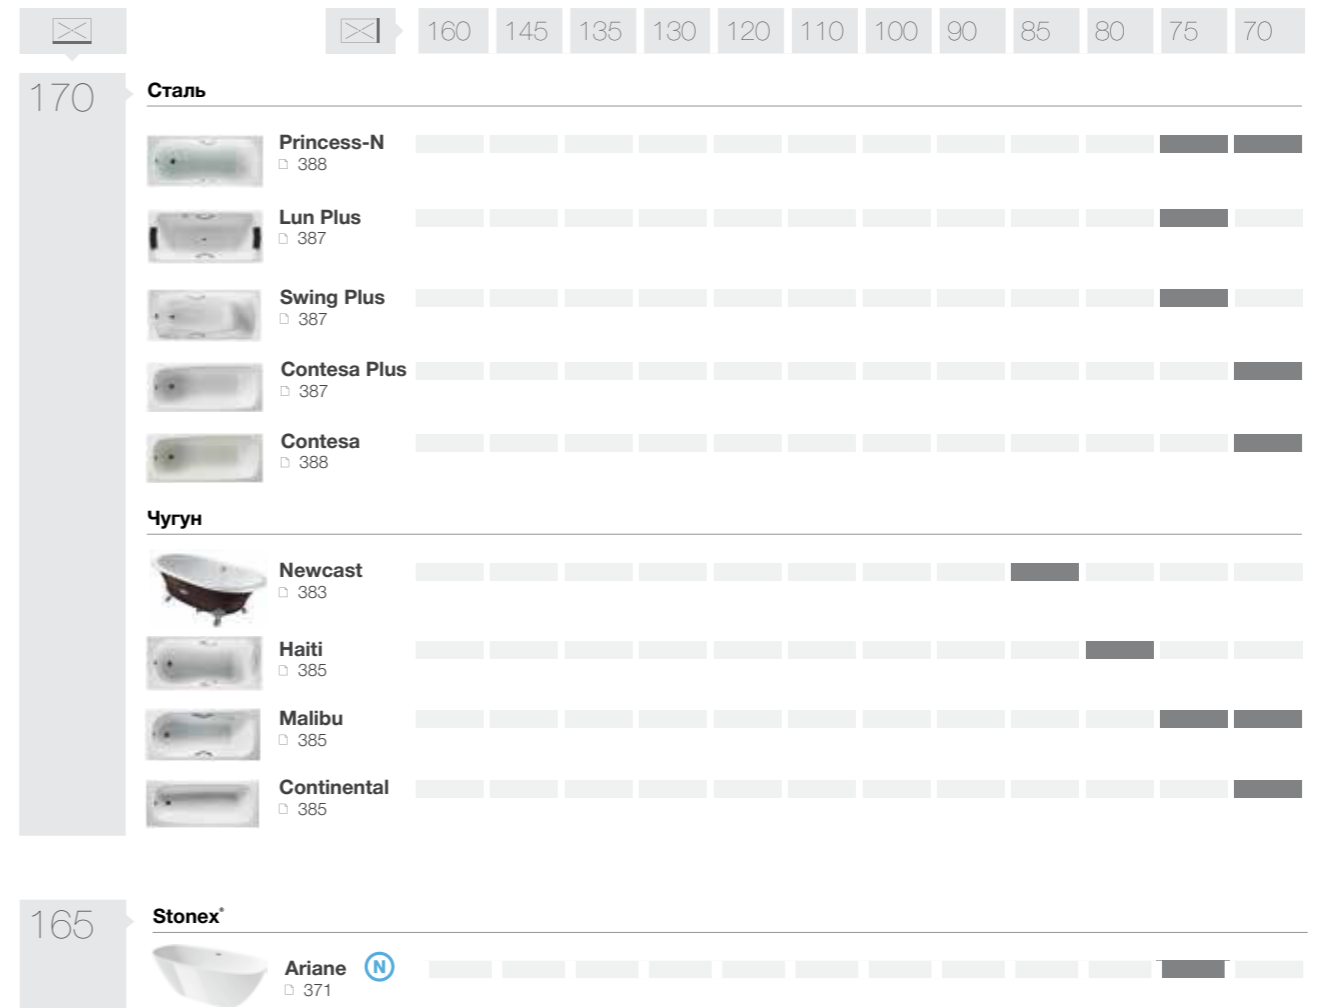 160 145 135 130 120 110 100 90 85 80 75 70
170
Сталь
Princess-N
388
Lun Plus
387
Swing Plus
387
Contesa Plus
387
Contesa
388
Чугун
Newcast
383
Haiti
385
Malibu
385
Continental
385
165
Stonex®
Ariane N
371